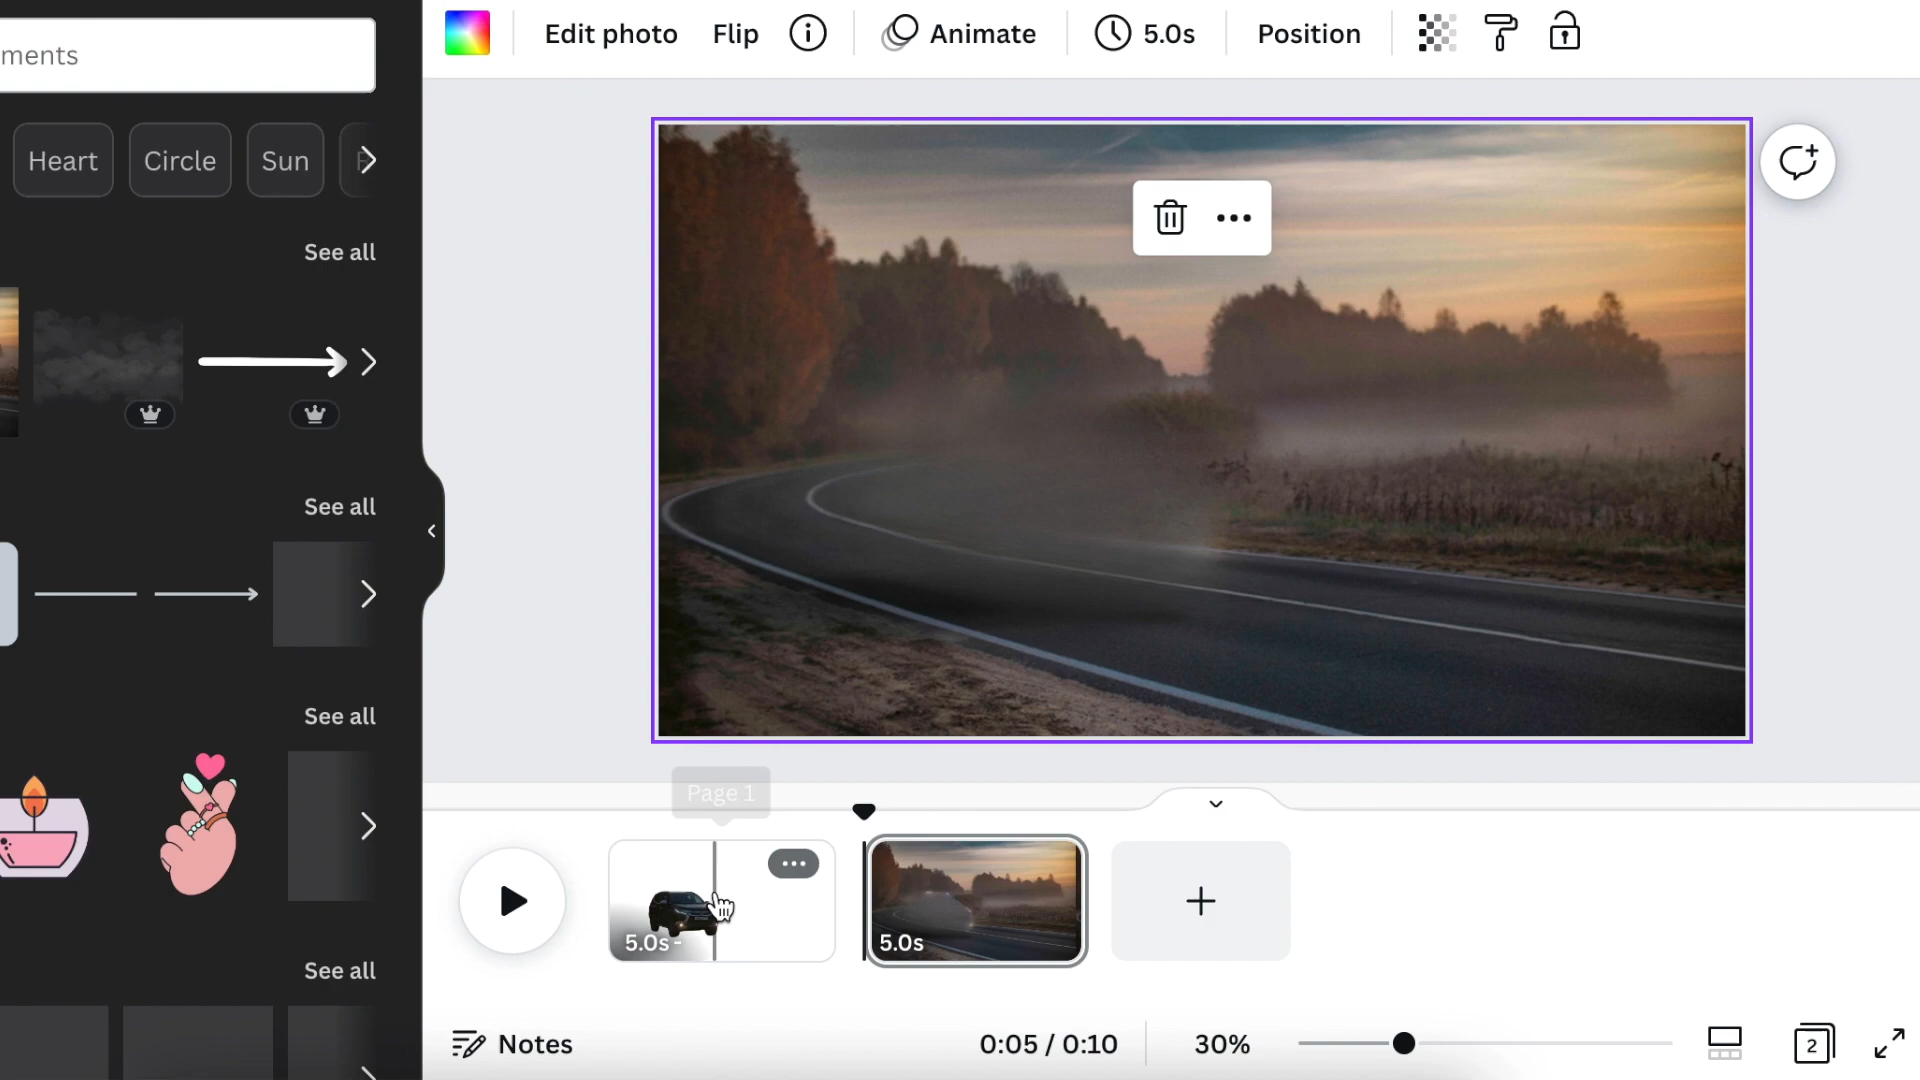 Edit photo Flip Animate 5.0s Position
ments
Heart Circle Sun
See all
See all
See all
See all
Page 1
5.0s -
5.0s
Notes
0:05 / 0:10
30%
2